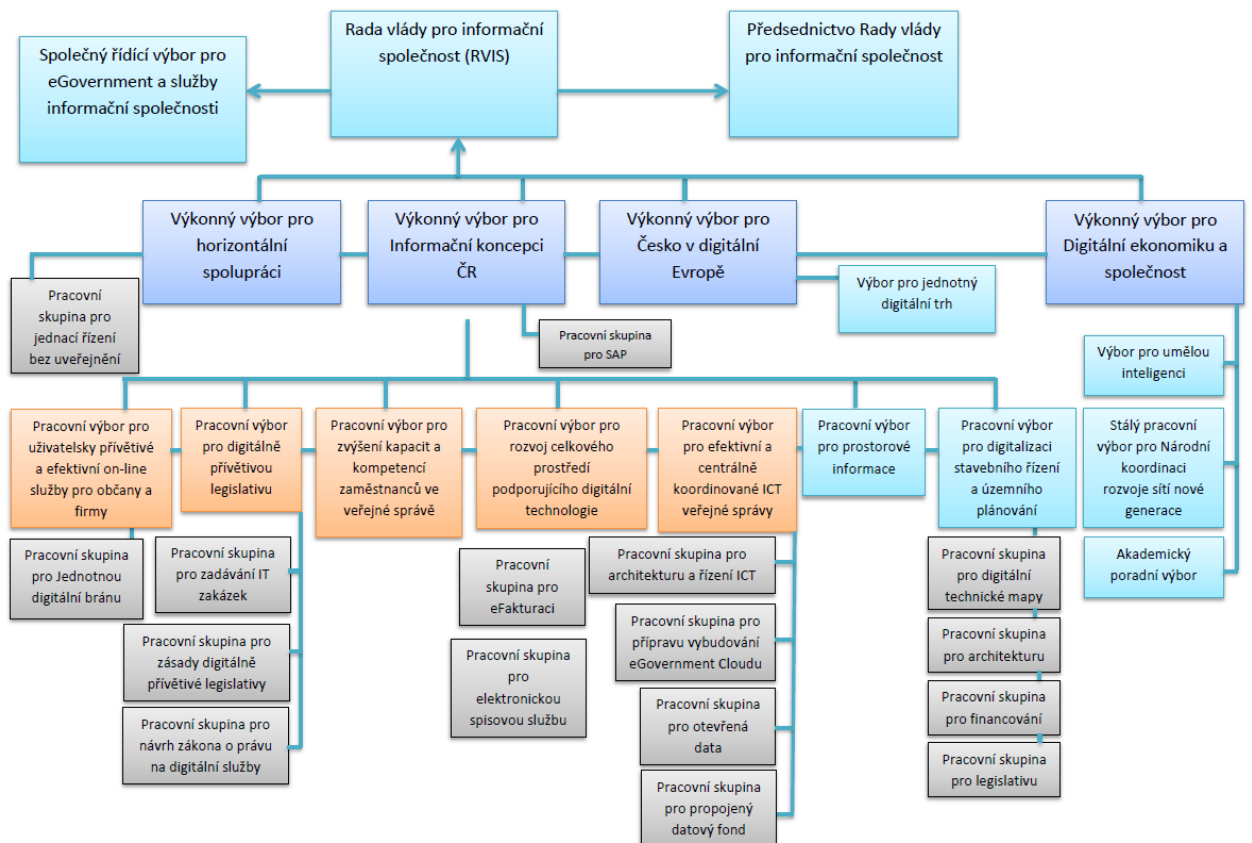 Společný řídící výbor pro
eGovernment a služby
informační společnosti
Rada vlády pro informační
společnost (RVIS)
Předsednictvo Rady vlády
pro informační společnost
Výkonný výbor pro
horizontální
spolupráci
Výkonný výbor pro
Informační koncepci
ČR
Výkonný výbor pro
Česko v digitální
Evropě
Výkonný výbor pro
Digitální ekonomiku a
společnost
Pracovní
skupina pro
jednací řízení
bez uveřejnění
Pracovní skupina
pro SAP
Výbor pro jednotný
digitální trh
Výbor pro umělou
inteligenci
Stálý pracovní
výbor pro Národní
koordinaci
rozvoje sítí nové
generace
Akademický
poradní výbor
Pracovní výbor pro
uživatelsky přívětivé
a efektivní on-line
služby pro občany a
firmy
Pracovní výbor
pro digitálně
přívětivou
legislativu
Pracovní výbor pro
zvýšení kapacit a
kompetencí
zaměstnanců ve
veřejné správě
Pracovní výbor pro
rozvoj celkového
prostředí
podporujícího digitální
technologie
Pracovní výbor
pro efektivní a
centrálně
koordinované ICT
veřejné správy
Pracovní výbor
pro prostorové
informace
Pracovní výbor
pro digitalizaci
stavebního řízení
a územního
plánování
Pracovní skupina
pro Jednotnou
digitální bránu
Pracovní skupina
pro zadávání IT
zakázek
Pracovní skupina pro
zásady digitálně
přívětivé legislativy
Pracovní skupina pro
návrh zákona o právu
na digitální služby
Pracovní
skupina pro
eFakturaci
Pracovní skupina
pro
elektronickou
spisovou službu
Pracovní skupina pro
architekturu a řízení ICT
Pracovní skupina pro
přípravu vybudování
eGovernment Cloudu
Pracovní skupina
pro otevřená
data
Pracovní skupina
pro propojený
datový fond
Pracovní skupina
pro digitální
technické mapy
Pracovní skupina
pro architekturu
Pracovní skupina
pro financování
Pracovní skupina
pro legislativu